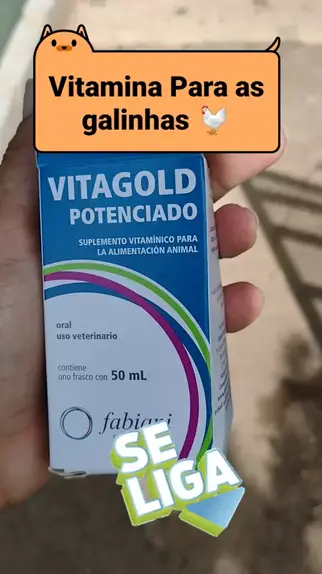 Vitamina Para as
galinhas
VITAGOLD
POTENCIADO
SUPLEMENTO VITAMÍNICO PARA
LA ALIMENTACIÓN ANIMAL
oral
uso veterinario
contiene
uno frasco con 50 mL
fabiani
SE
LIGA